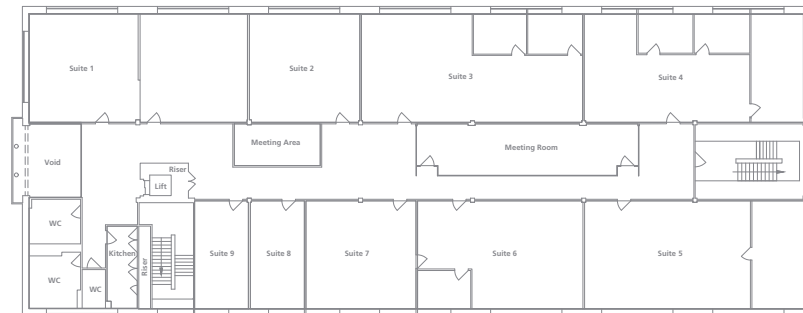 Suite 1
Suite 2
Suite 3
Suite 4
Meeting Area
Meeting Room
Void
Riser
Lift
WC
Kitchen
Riser
Suite 9
Suite 8
Suite 7
Suite 6
Suite 5
WC
WC